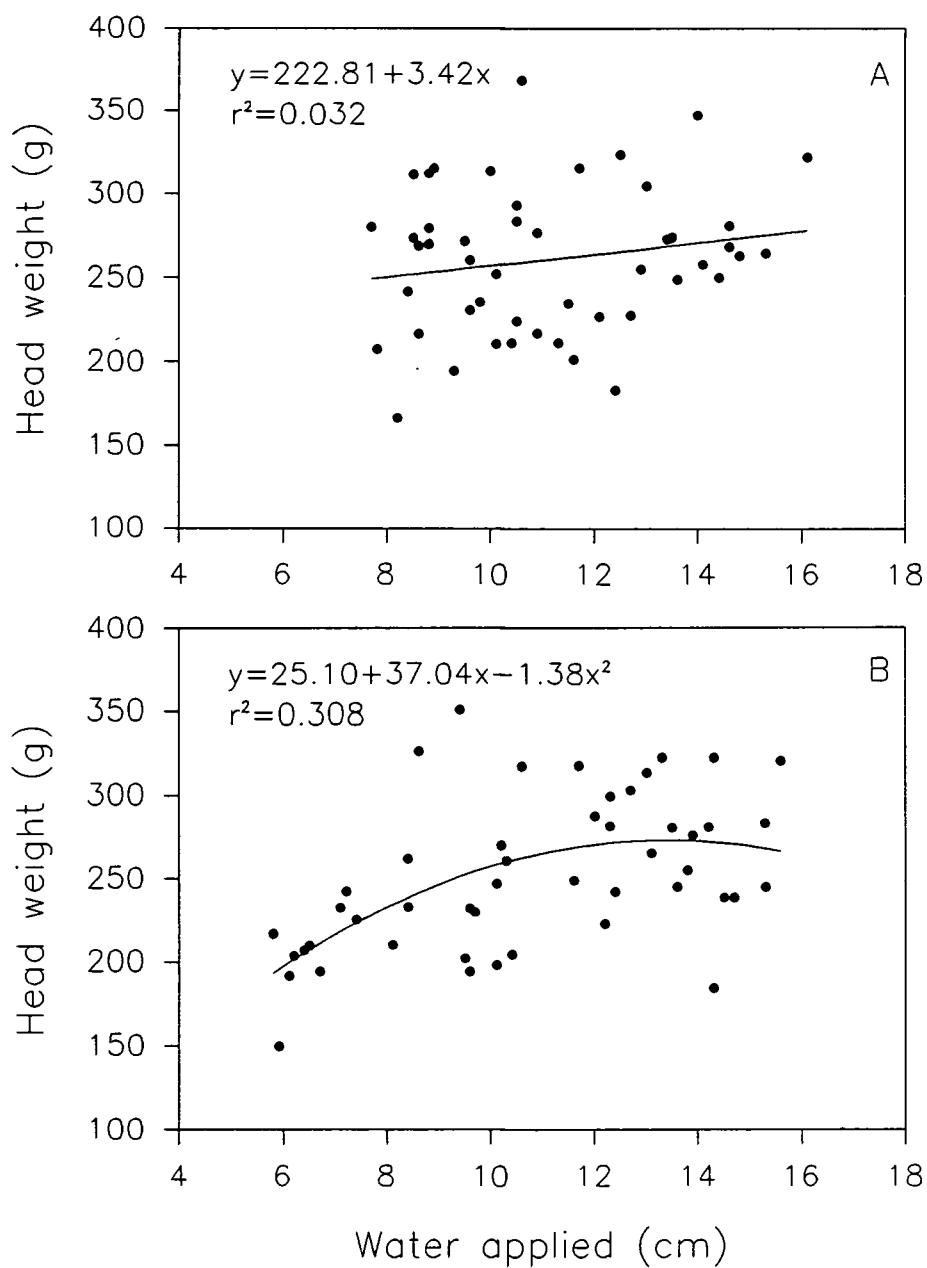 400
350
300
250
200
150
100
Head weight (g)
y=222.81+3.42x
r²=0.032
A
4 6 8 10 12 14 16 18
400
350
300
250
200
150
100
Head weight (g)
y=25.10+37.04x−1.38x²
r²=0.308
B
4 6 8 10 12 14 16 18
Water applied (cm)